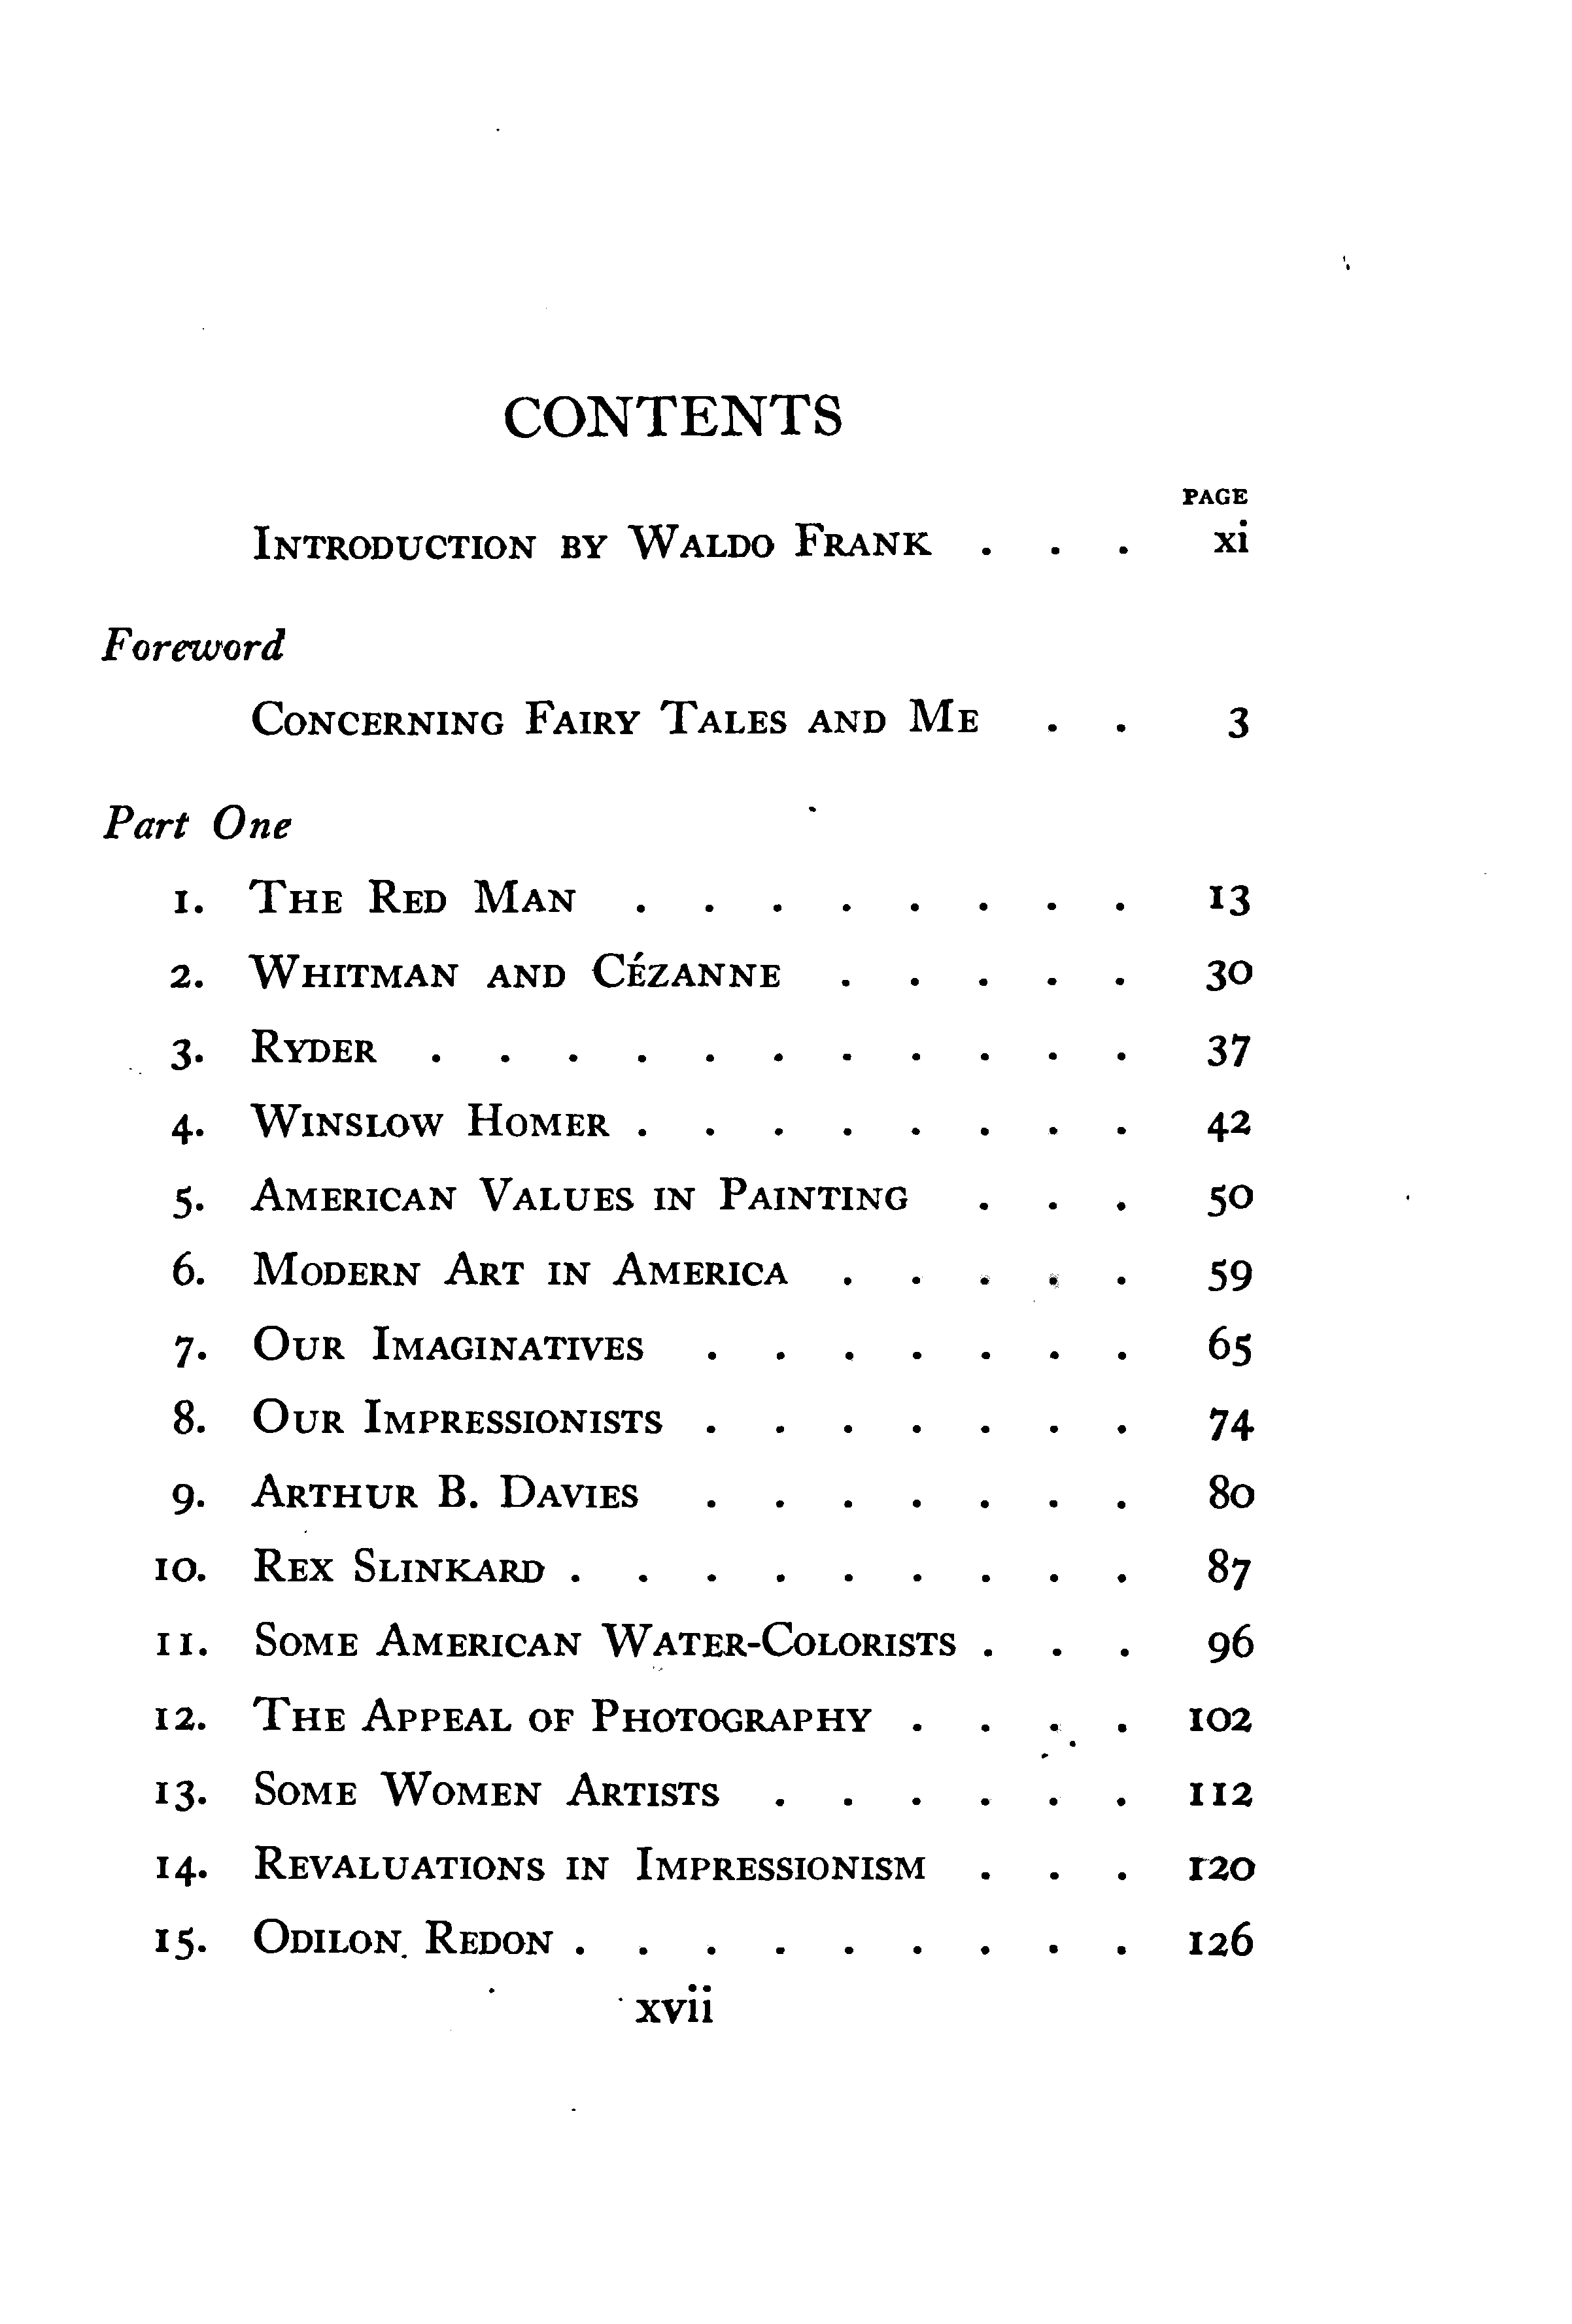 CONTENTS
PAGE
INTRODUCTION BY WALDO FRANK . . . xi
Foreword
CONCERNING FAIRY TALES AND ME . . 3
Part One
1. THE RED MAN . . . . . . . . 13
2. WHITMAN AND CÉZANNE . . . . . 30
3. RYDER . . . . . . . . . . . 37
4. WINSLOW HOMER . . . . . . . . 42
5. AMERICAN VALUES IN PAINTING . . . 50
6. MODERN ART IN AMERICA . . . . . 59
7. OUR IMAGINATIVES . . . . . . . 65
8. OUR IMPRESSIONISTS . . . . . . . 74
9. ARTHUR B. DAVIES . . . . . . . 80
10. REX SLINKARD . . . . . . . . . 87
11. SOME AMERICAN WATER-COLORISTS . . . 96
12. THE APPEAL OF PHOTOGRAPHY . . . . 102
13. SOME WOMEN ARTISTS . . . . . . 112
14. REVALUATIONS IN IMPRESSIONISM . . . 120
15. ODILON REDON . . . . . . . . . 126
xvii